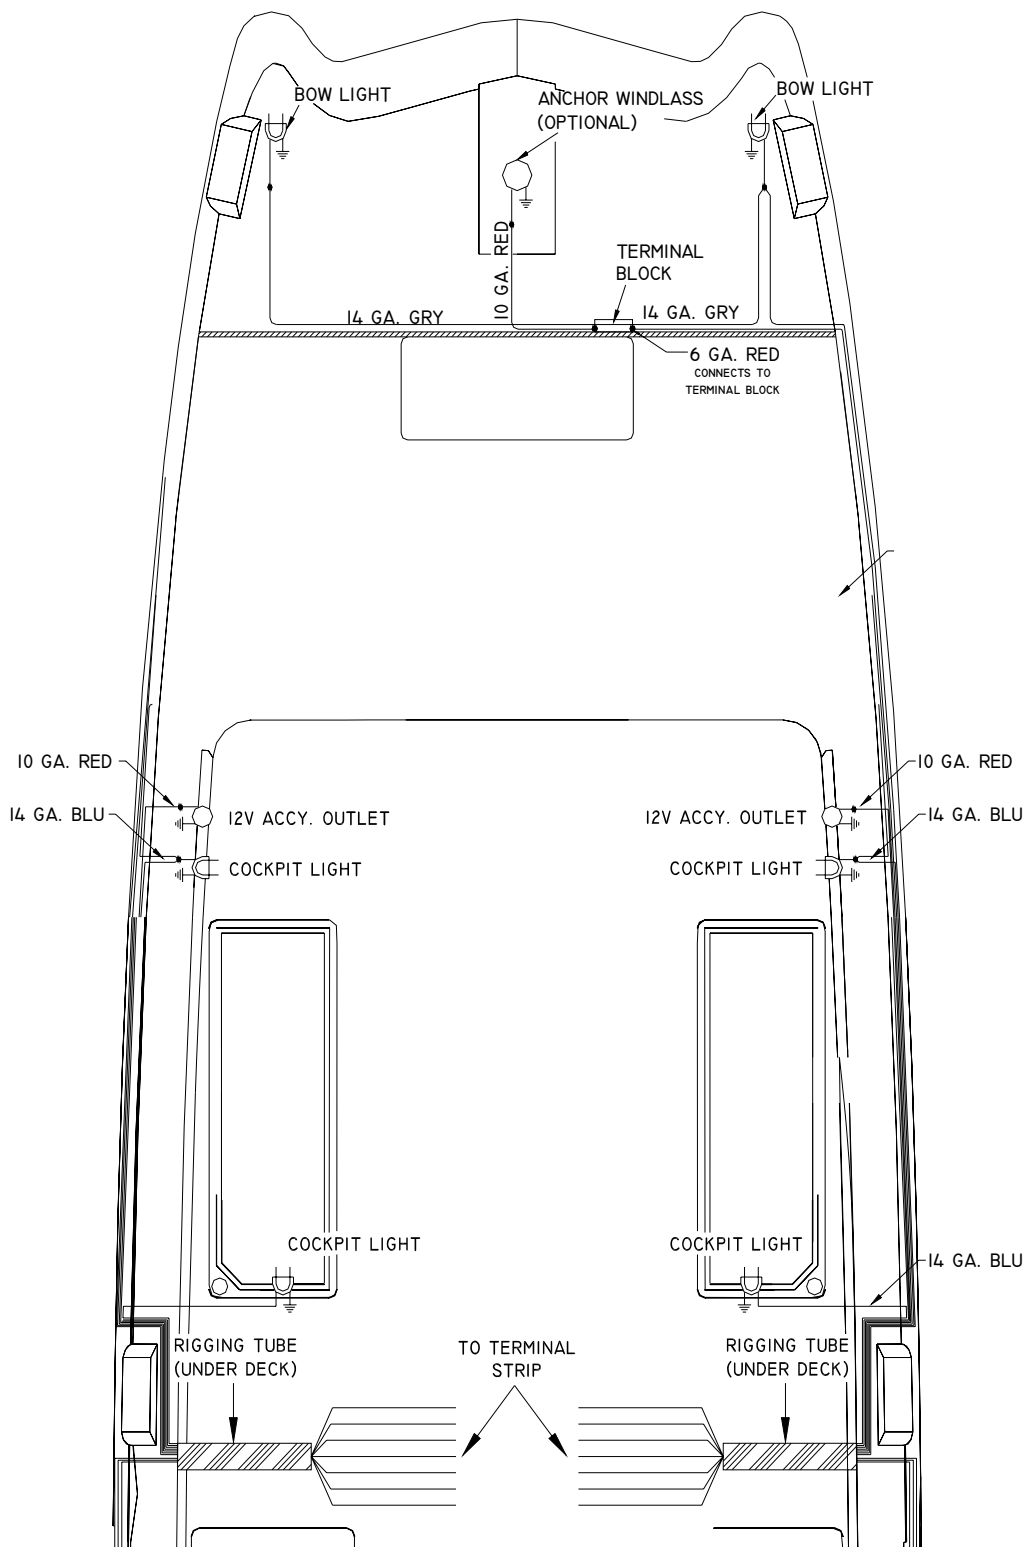 BOW LIGHT
BOW LIGHT
ANCHOR WINDLASS
(OPTIONAL)
10 GA. RED
TERMINAL
BLOCK
14 GA. GRY
14 GA. GRY
6 GA. RED
CONNECTS TO
TERMINAL BLOCK
10 GA. RED
10 GA. RED
14 GA. BLU
12V ACCY. OUTLET
12V ACCY. OUTLET
14 GA. BLU
COCKPIT LIGHT
COCKPIT LIGHT
COCKPIT LIGHT
COCKPIT LIGHT
14 GA. BLU
RIGGING TUBE
(UNDER DECK)
TO TERMINAL
STRIP
RIGGING TUBE
(UNDER DECK)